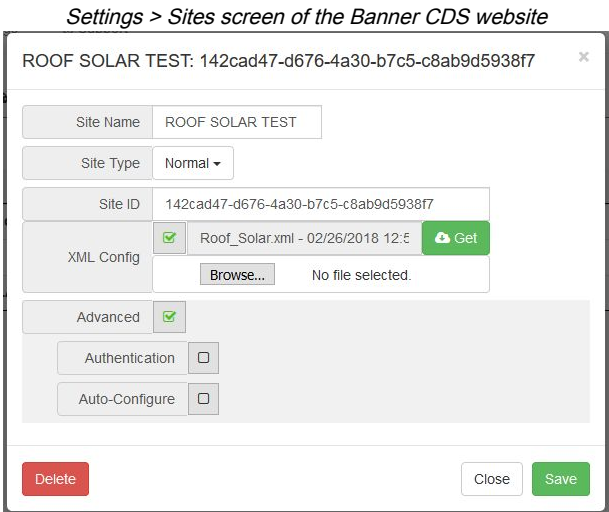 Settings > Sites screen of the Banner CDS website
ROOF SOLAR TEST: 142cad47-d676-4a30-b7c5-c8ab9d5938f7 ×
Site Name ROOF SOLAR TEST
Site Type Normal
Site ID 142cad47-d676-4a30-b7c5-c8ab9d5938f7
XML Config Roof_Solar.xml - 02/26/2018 12:5 Get
Browse... No file selected.
Advanced
Authentication
Auto-Configure
Delete Close Save